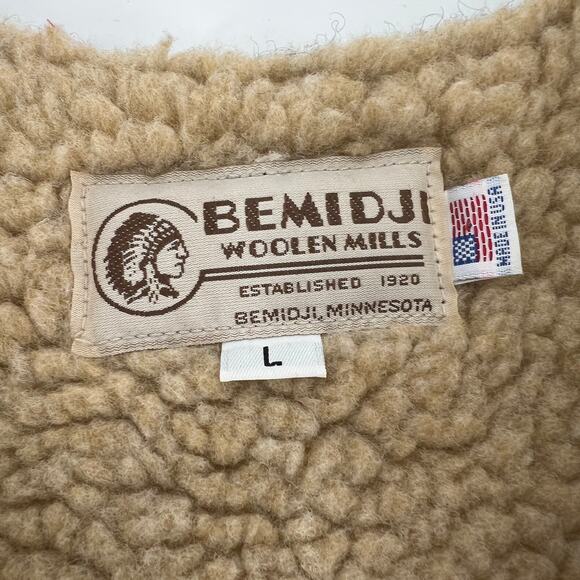 BEMIDJI
WOOLEN MILLS
ESTABLISHED 1920
BEMIDJI, MINNESOTA
L
MADE IN USA